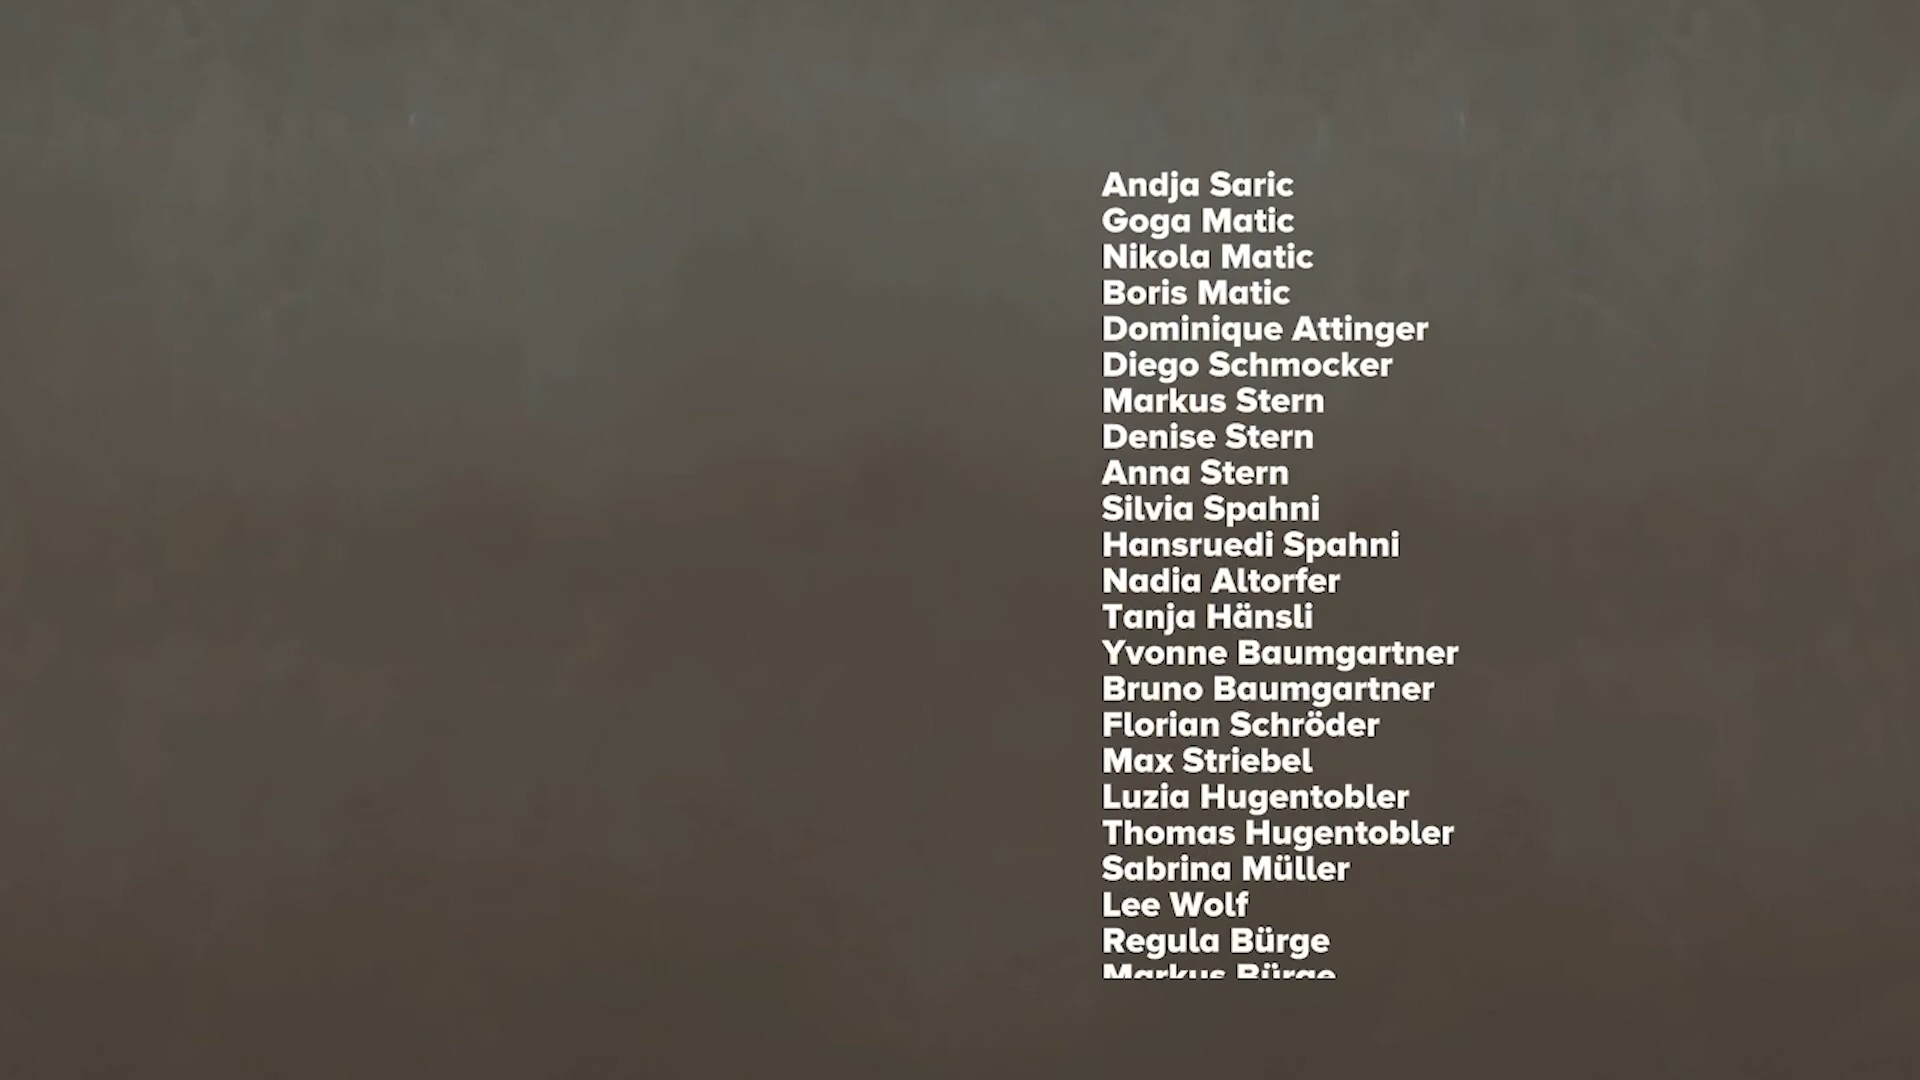 Andja Saric
Goga Matic
Nikola Matic
Boris Matic
Dominique Attinger
Diego Schmocker
Markus Stern
Denise Stern
Anna Stern
Silvia Spahni
Hansruedi Spahni
Nadia Altorfer
Tanja Hänsli
Yvonne Baumgartner
Bruno Baumgartner
Florian Schröder
Max Striebel
Luzia Hugentobler
Thomas Hugentobler
Sabrina Müller
Lee Wolf
Regula Bürge
Markus Bürge